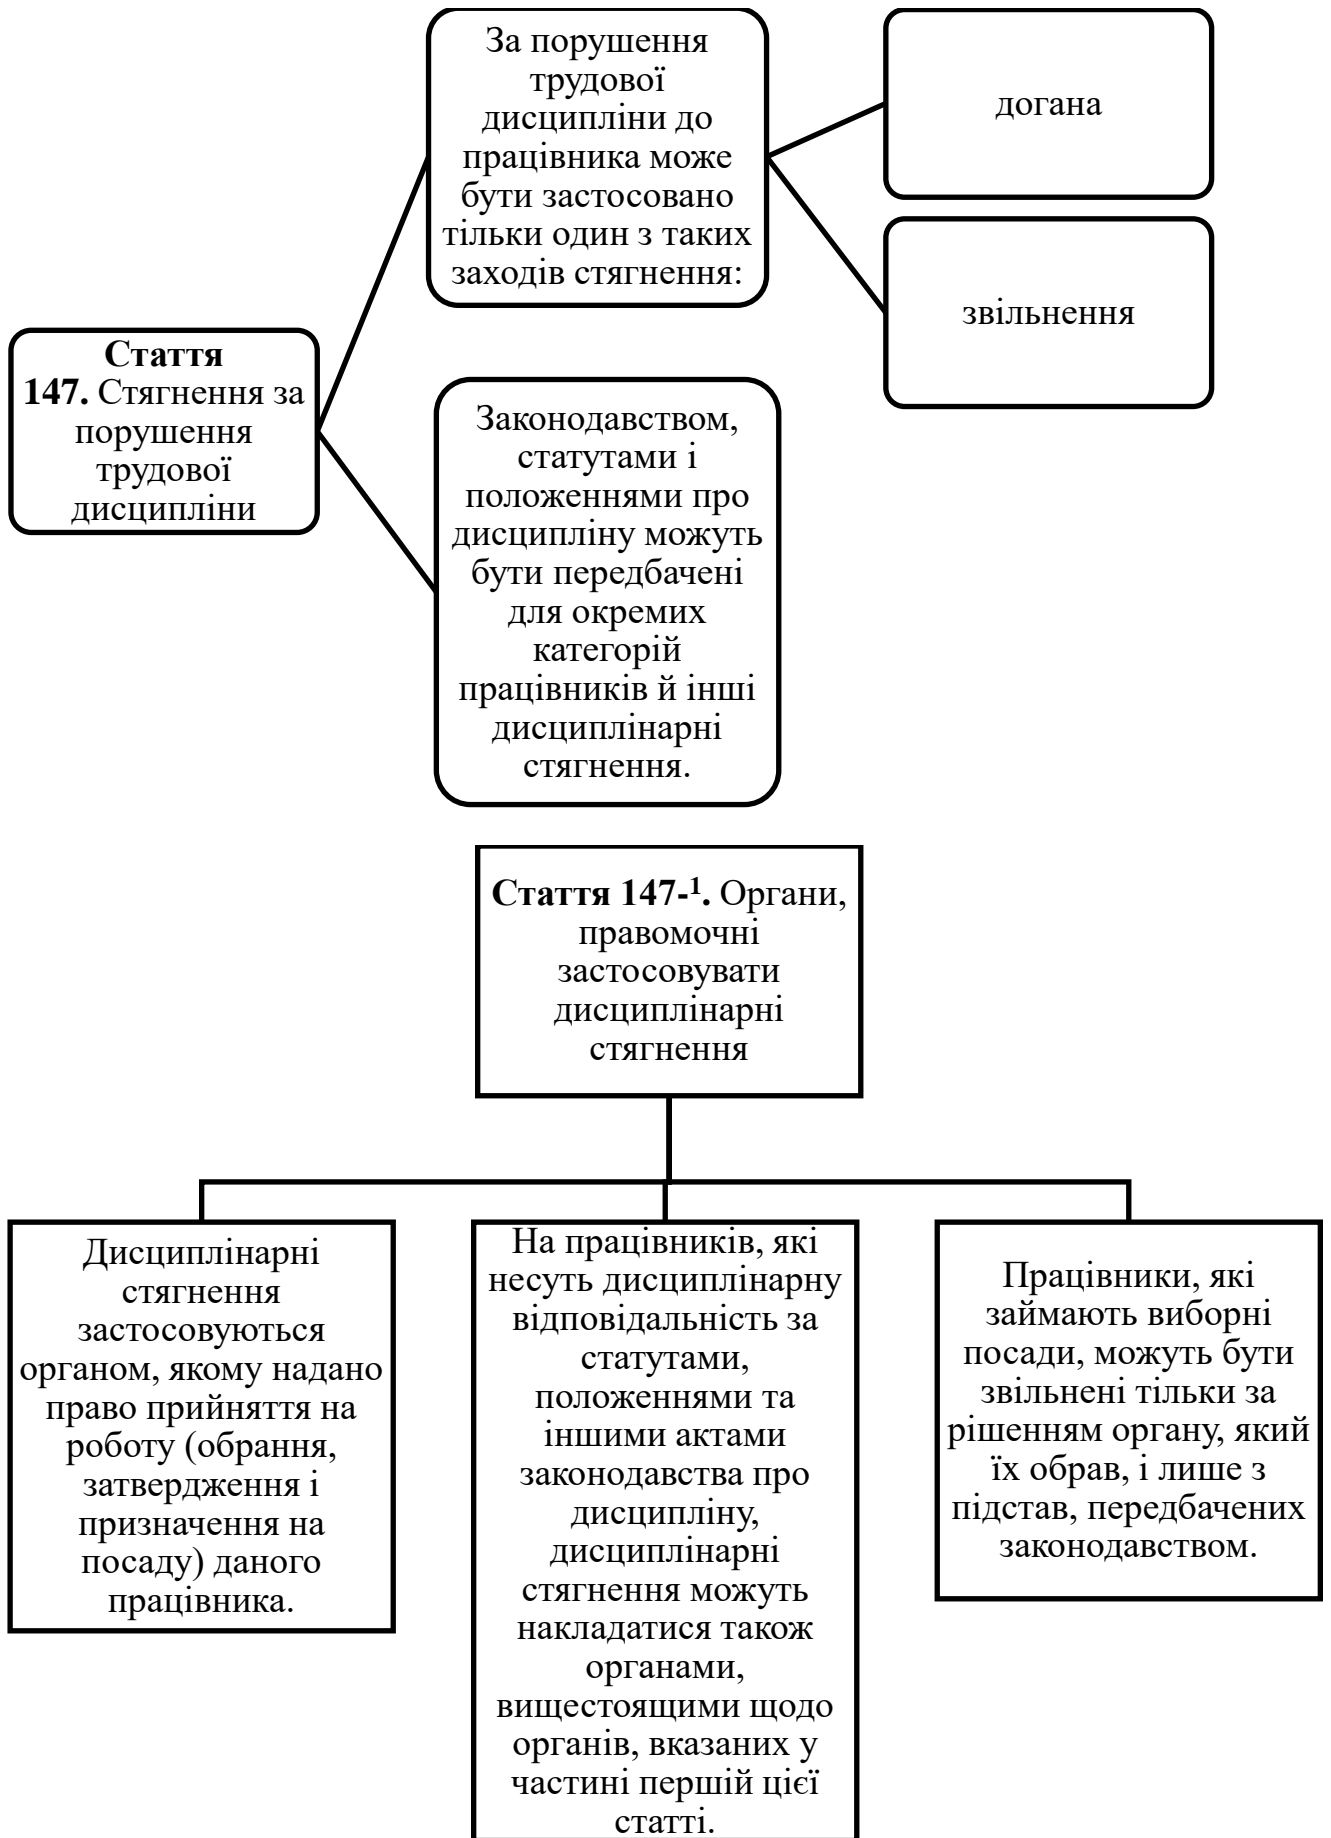 Стаття
147. Стягнення за
порушення
трудової
дисципліни
За порушення
трудової
дисципліни до
працівника може
бути застосовано
тільки один з таких
заходів стягнення:
догана
звільнення
Законодавством,
статутами і
положеннями про
дисципліну можуть
бути передбачені
для окремих
категорій
працівників й інші
дисциплінарні
стягнення.
Стаття 147-¹. Органи,
правомочні
застосовувати
дисциплінарні
стягнення
Дисциплінарні
стягнення
застосовуються
органом, якому надано
право прийняття на
роботу (обрання,
затвердження і
призначення на
посаду) даного
працівника.
На працівників, які
несуть дисциплінарну
відповідальність за
статутами,
положеннями та
іншими актами
законодавства про
дисципліну,
дисциплінарні
стягнення можуть
накладатися також
органами,
вищестоящими щодо
органів, вказаних у
частині першій цієї
статті.
Працівники, які
займають виборні
посади, можуть бути
звільнені тільки за
рішенням органу, який
їх обрав, і лише з
підстав, передбачених
законодавством.